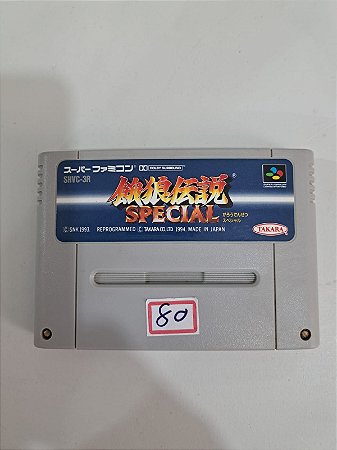 スーパーファミコン DOLBY SURROUND
SHVC-3R
餓狼伝説®
SPECIAL
がろうでんせつ
スペシャル
(C) SNK 1993 REPROGRAMMED (C) TAKARA CO.LTD. 1994 MADE IN JAPAN
TAKARA
80